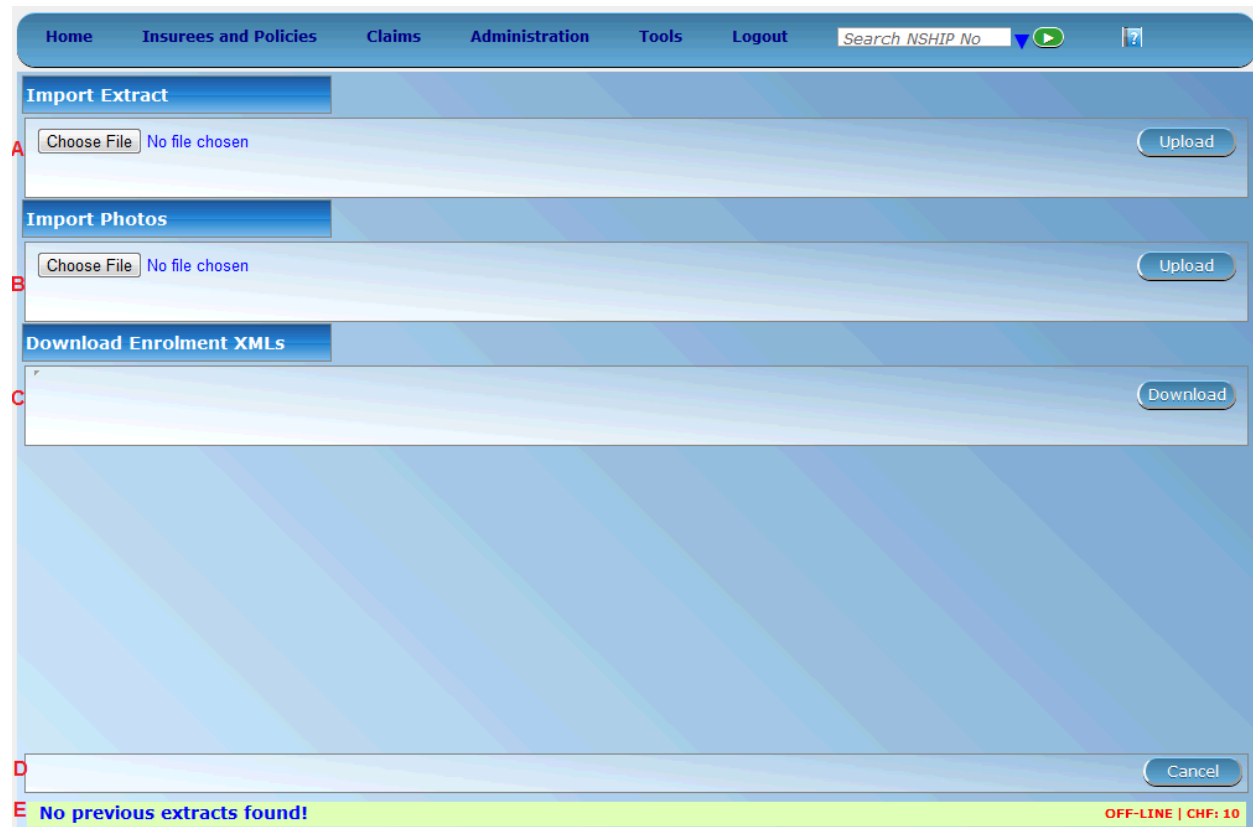 Home Insurees and Policies Claims Administration Tools Logout Search NSHIP No ?
Import Extract
A Choose File No file chosen Upload
Import Photos
B Choose File No file chosen Upload
Download Enrolment XMLs
C Download
D Cancel
E No previous extracts found! OFF-LINE | CHF: 10